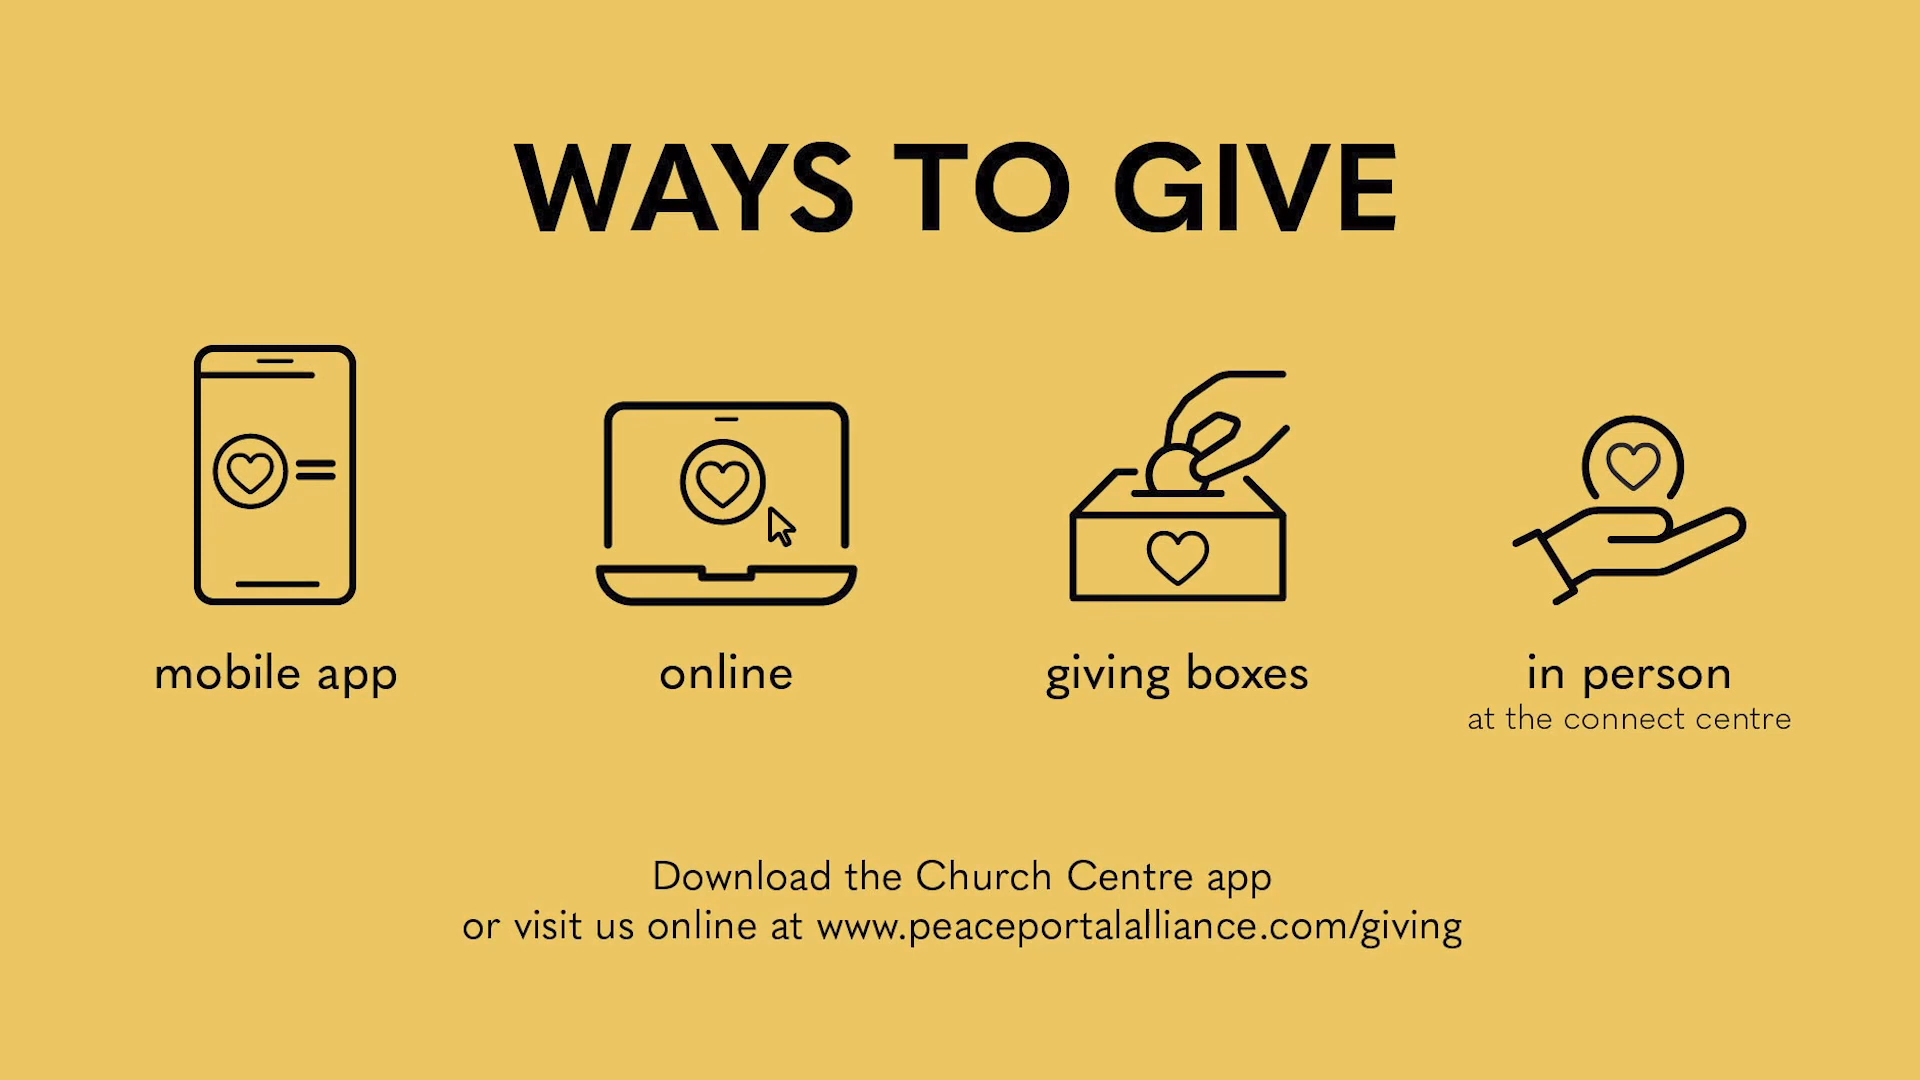 WAYS TO GIVE
mobile app
online
giving boxes
in person
at the connect centre
Download the Church Centre app
or visit us online at www.peaceportalalliance.com/giving